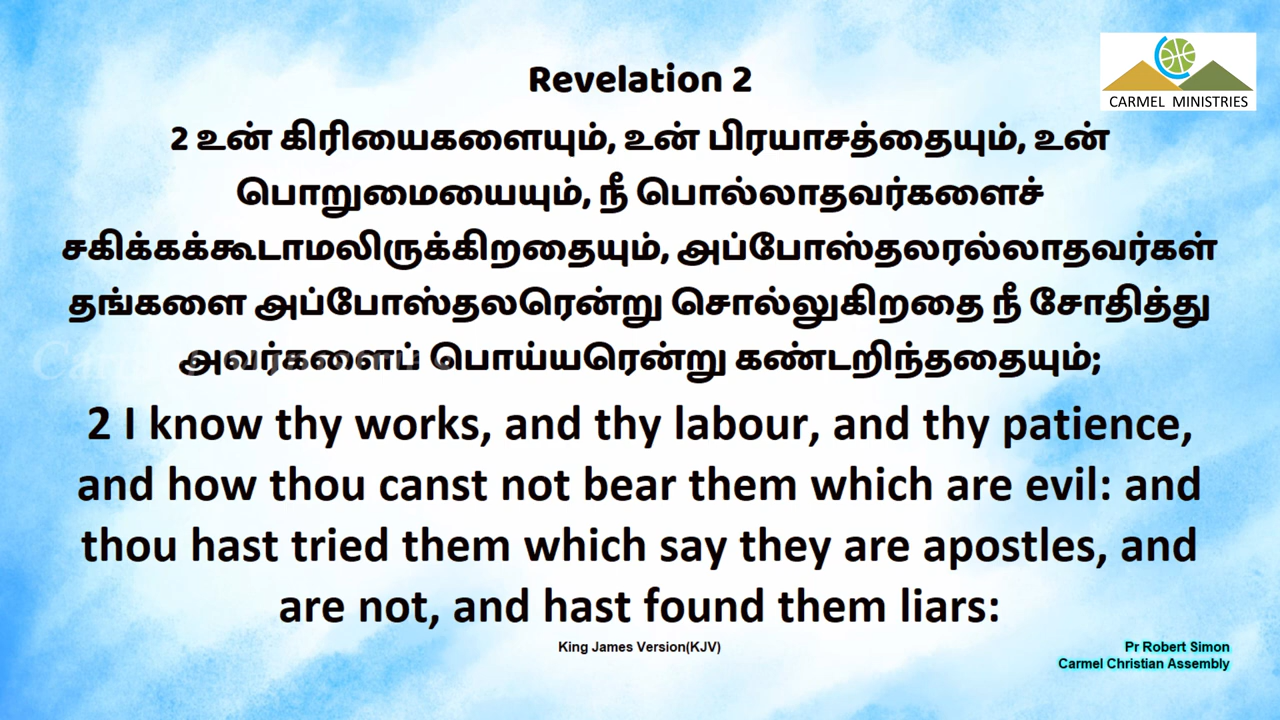 CARMEL MINISTRIES
Revelation 2
2 உன் கிரியைகளையும், உன் பிரயாசத்தையும், உன்
பொறுமையையும், நீ பொல்லாதவர்களைச்
சகிக்கக்கூடாமலிருக்கிறதையும், அப்போஸ்தலரல்லாதவர்கள்
தங்களை அப்போஸ்தலரென்று சொல்லுகிறதை நீ சோதித்து
அவர்களைப் பொய்யரென்று கண்டறிந்ததையும்;
2 I know thy works, and thy labour, and thy patience,
and how thou canst not bear them which are evil: and
thou hast tried them which say they are apostles, and
are not, and hast found them liars:
King James Version(KJV)
Pr Robert Simon
Carmel Christian Assembly